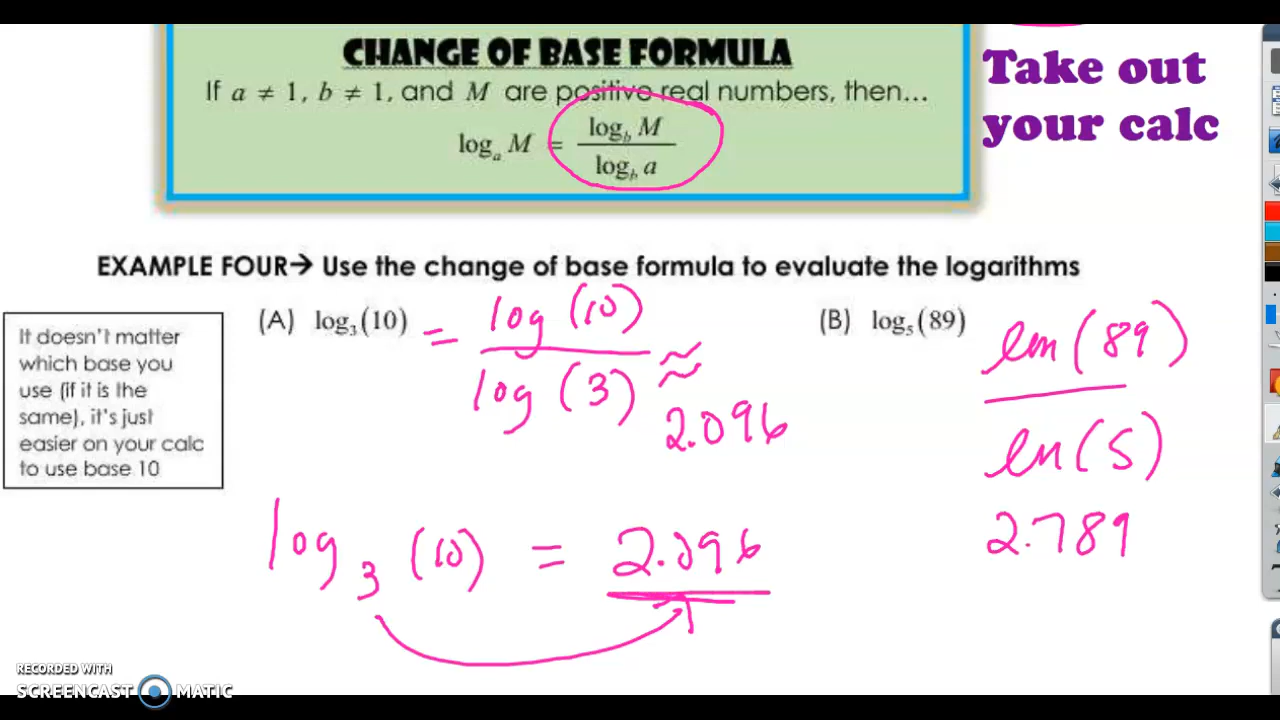 CHANGE OF BASE FORMULA
If a ≠ 1, b ≠ 1, and M are positive real numbers, then...
log_a M = log_b M / log_b a
Take out
your calc
EXAMPLE FOUR→ Use the change of base formula to evaluate the logarithms
It doesn't matter
which base you
use (if it is the
same), it's just
easier on your calc
to use base 10
(A) log_3(10) = log (10) / log (3) ≈
2.096
(B) log_5(89) ln(89) / ln(5)
2.789
log_3 (10) = 2.096
RECORDED WITH
SCREENCAST MATIC